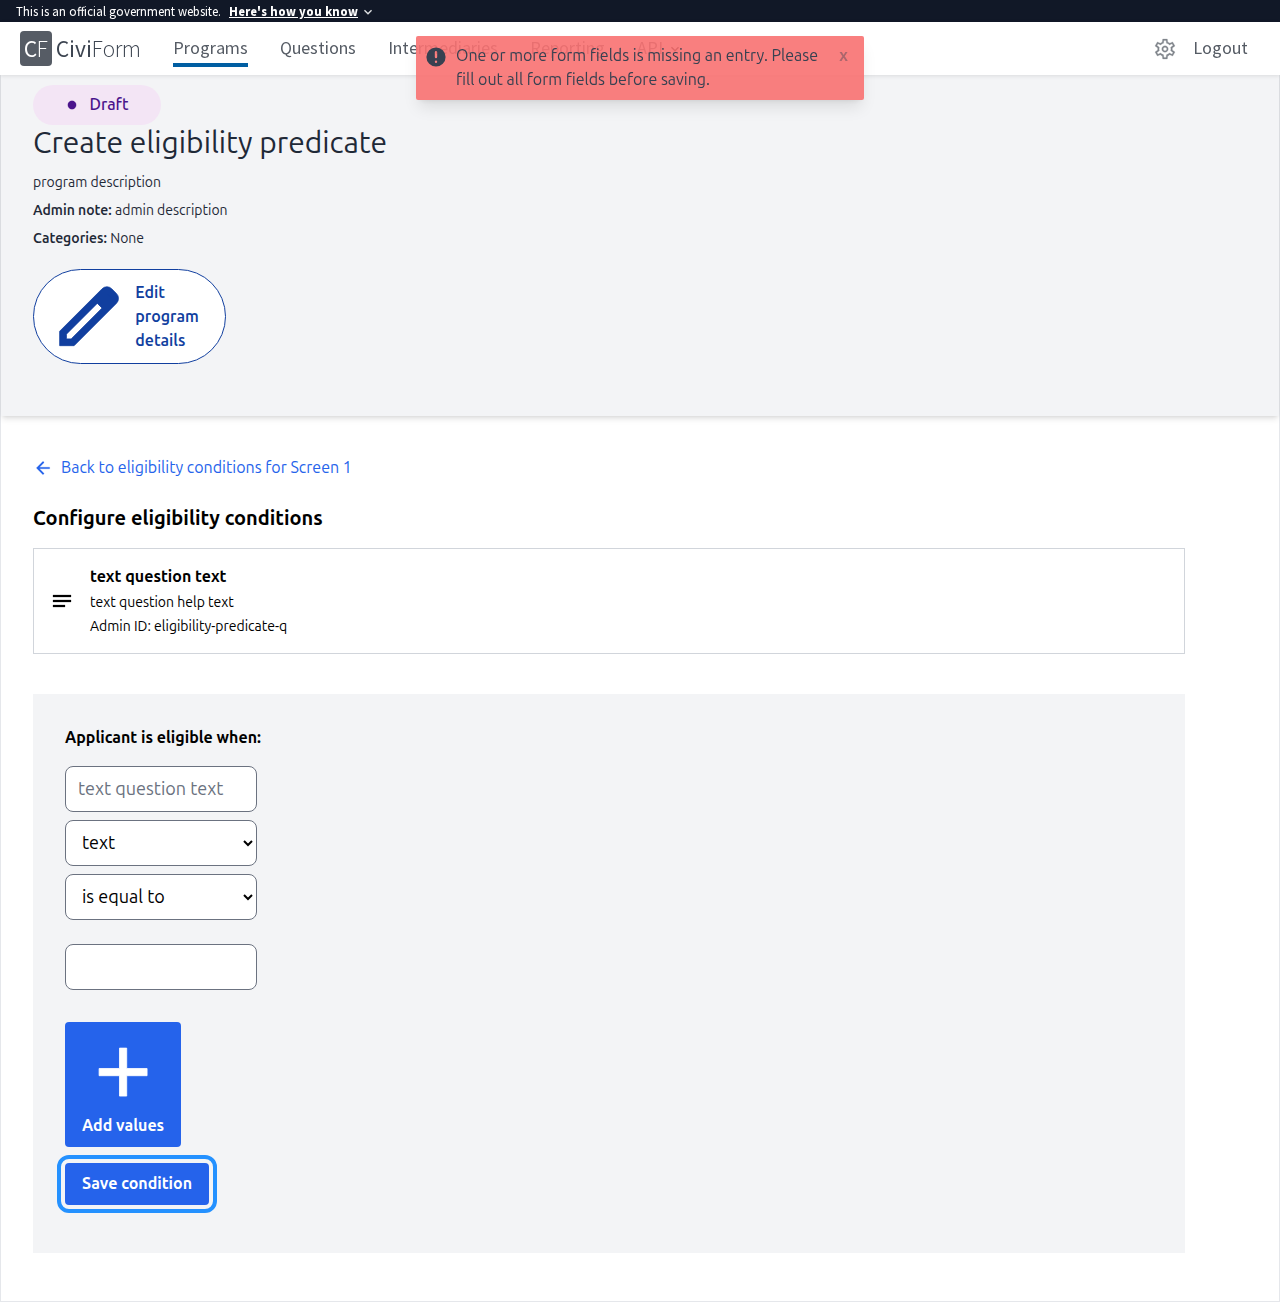 This is an official government website. Here's how you know
CF CiviForm Programs Questions Intermediaries Reporting API Logout
One or more form fields is missing an entry. Please x
fill out all form fields before saving.
Draft
Create eligibility predicate
program description
Admin note: admin description
Categories: None
Edit
program
details
Back to eligibility conditions for Screen 1
Configure eligibility conditions
text question text
text question help text
Admin ID: eligibility-predicate-q
Applicant is eligible when:
text question text
text
is equal to
Add values
Save condition